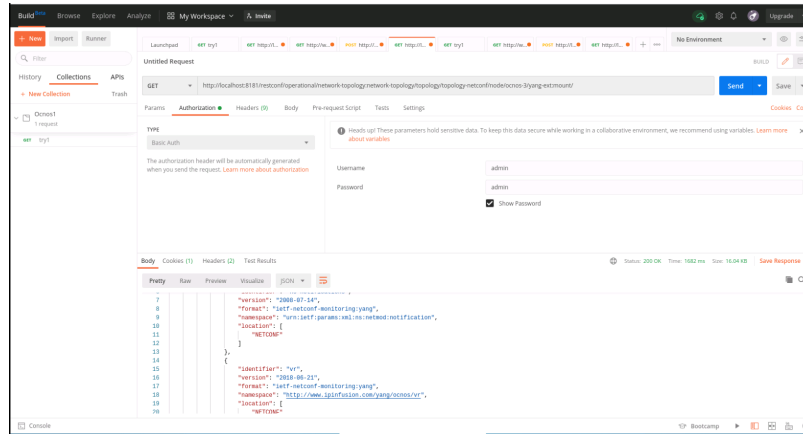 Build Browse Explore Analyze My Workspace Invite Upgrade
+ New Import Runner
Launchpad GET try1 GET http://l... GET http://w... POST http://l... GET http://l... GET try1 GET http://w... POST http://l... GET http://l... + No Environment
Filter
Untitled Request BUILD
History Collections APIs
GET http://localhost:8181/restconf/operational/network-topology:network-topology/topology/topology-netconf/node/ocnos-3/yang-ext:mount/ Send Save
+ New Collection Trash
Params Authorization Headers (9) Body Pre-request Script Tests Settings Cookies Co
Ocnos1
1 request
GET try1
TYPE
Basic Auth
Heads up! These parameters hold sensitive data. To keep this data secure while working in a collaborative environment, we recommend using variables. Learn more
about variables
The authorization header will be automatically generated
when you send the request. Learn more about authorization
Username admin
Password admin
Show Password
Body Cookies (1) Headers (2) Test Results Status: 200 OK Time: 1682 ms Size: 16.04 KB Save Response
Pretty Raw Preview Visualize JSON
7 "version": "2008-07-14",
8 "format": "ietf-netconf-monitoring:yang",
9 "namespace": "urn:ietf:params:xml:ns:netmod:notification",
10 "location": [
11 "NETCONF"
12 ]
13 },
14 {
15 "identifier": "vr",
16 "version": "2018-06-21",
17 "format": "ietf-netconf-monitoring:yang",
18 "namespace": "http://www.ipinfusion.com/yang/ocnos/vr",
19 "location": [
20 "NETCONF"
Console Bootcamp